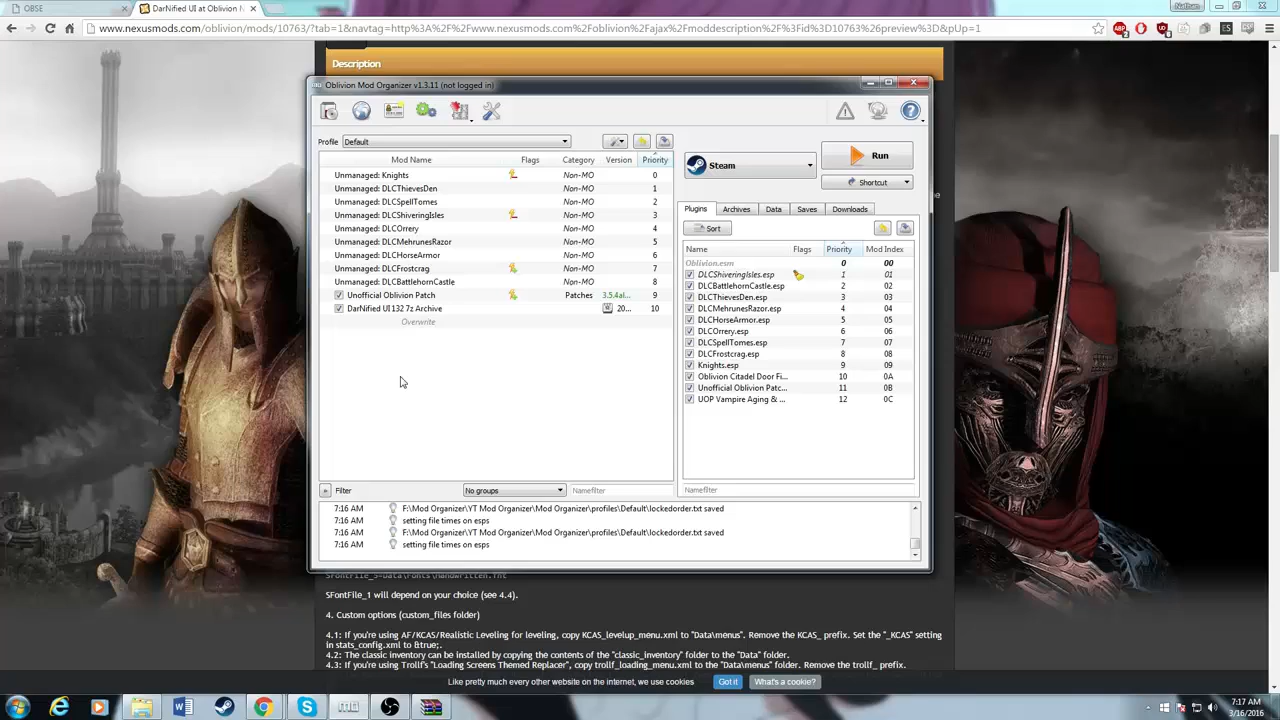 OBSE
DarNified UI at Oblivion N
Nathan
www.nexusmods.com/oblivion/mods/10763/?tab=1&navtag=http%3A%2F%2Fwww.nexusmods.com%2Foblivion%2Fajax%2Fmoddescription%2F%3Fid%3D10763%26preview%3D&pUp=1
Description
Oblivion Mod Organizer v1.3.11 (not logged in)
Profile Default
Steam
Run
Shortcut
Mod Name Flags Category Version Priority
Unmanaged: Knights Non-MO 0
Unmanaged: DLCThievesDen Non-MO 1
Unmanaged: DLCSpellTomes Non-MO 2
Unmanaged: DLCShiveringIsles Non-MO 3
Unmanaged: DLCOrrery Non-MO 4
Unmanaged: DLCMehrunesRazor Non-MO 5
Unmanaged: DLCHorseArmor Non-MO 6
Unmanaged: DLCFrostcrag Non-MO 7
Unmanaged: DLCBattlehornCastle Non-MO 8
Unofficial Oblivion Patch Patches 3.5.4al... 9
DarNified UI 132 7z Archive 20... 10
Overwrite
Plugins Archives Data Saves Downloads
Sort
Name Flags Priority Mod Index
Oblivion.esm 0 00
DLCShiveringIsles.esp 1 01
DLCBattlehornCastle.esp 2 02
DLCThievesDen.esp 3 03
DLCMehrunesRazor.esp 4 04
DLCHorseArmor.esp 5 05
DLCOrrery.esp 6 06
DLCSpellTomes.esp 7 07
DLCFrostcrag.esp 8 08
Knights.esp 9 09
Oblivion Citadel Door Fi... 10 0A
Unofficial Oblivion Patc... 11 0B
UOP Vampire Aging & ... 12 0C
Filter No groups Namefilter
Namefilter
7:16 AM F:\Mod Organizer\YT Mod Organizer\Mod Organizer\profiles\Default\lockedorder.txt saved
7:16 AM setting file times on esps
7:16 AM F:\Mod Organizer\YT Mod Organizer\Mod Organizer\profiles\Default\lockedorder.txt saved
7:16 AM setting file times on esps
SFontFile_5=Data\Fonts\Handwritten.fnt
SFontFile_1 will depend on your choice (see 4.4).
4. Custom options (custom_files folder)
4.1: If you're using AF/KCAS/Realistic Leveling for leveling, copy KCAS_levelup_menu.xml to "Data\menus". Remove the KCAS_ prefix. Set the "_KCAS" setting
in stats_config.xml to &true;.
4.2: The classic inventory can be installed by copying the contents of the "classic_inventory" folder to the "Data" folder.
4.3: If you're using Trollf's "Loading Screens Themed Replacer", copy trollf_loading_menu.xml to the "Data\menus" folder. Remove the trollf_ prefix.
Like pretty much every other website on the internet, we use cookies Got it What's a cookie?
7:17 AM
3/16/2016